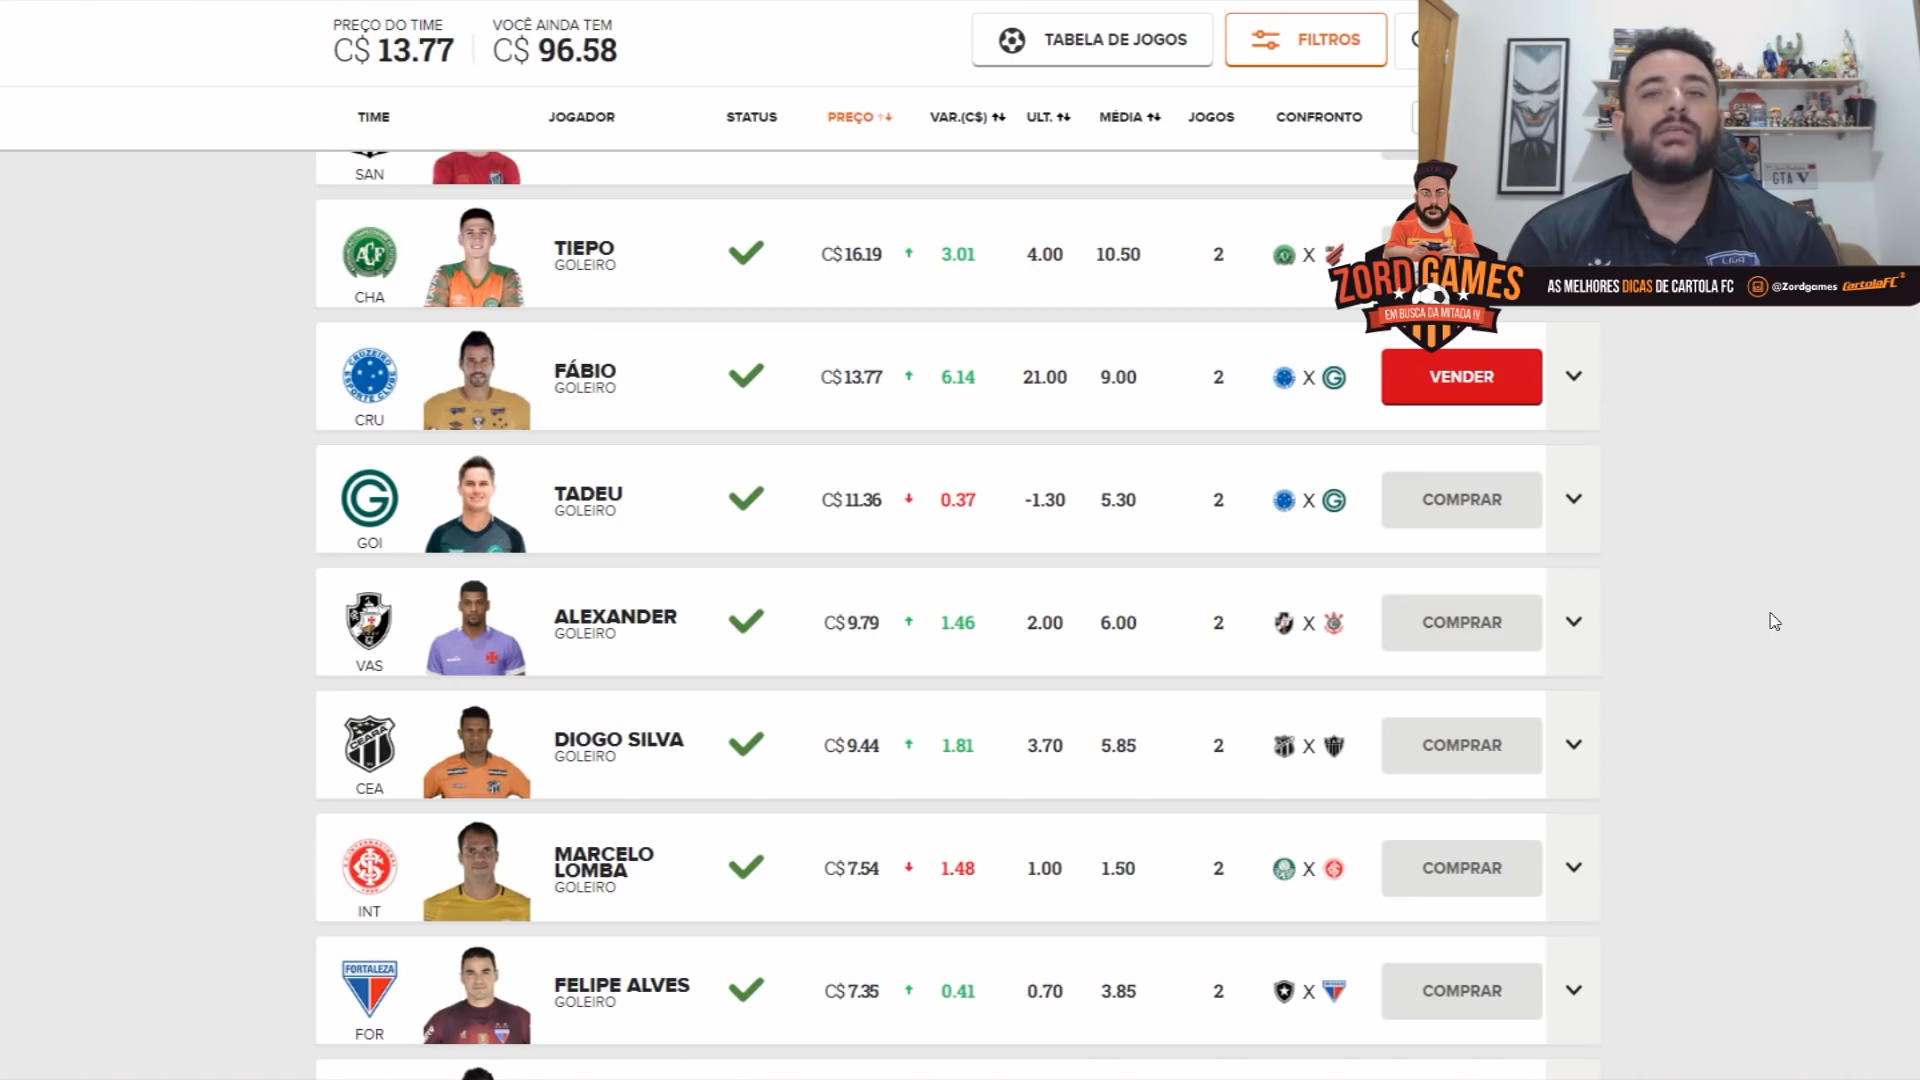 PREÇO DO TIME
C$ 13.77
VOCÊ AINDA TEM
C$ 96.58
TABELA DE JOGOS
FILTROS
TIME JOGADOR STATUS PREÇO VAR.(C$) ULT. MÉDIA JOGOS CONFRONTO
SAN
TIEPO
GOLEIRO
C$ 16.19 3.01 4.00 10.50 2 X
CHA
FÁBIO
GOLEIRO
C$ 13.77 6.14 21.00 9.00 2 X VENDER
CRU
TADEU
GOLEIRO
C$ 11.36 0.37 -1.30 5.30 2 X COMPRAR
GOI
ALEXANDER
GOLEIRO
C$ 9.79 1.46 2.00 6.00 2 X COMPRAR
VAS
DIOGO SILVA
GOLEIRO
C$ 9.44 1.81 3.70 5.85 2 X COMPRAR
CEARÁ
CEA
MARCELO
LOMBA
GOLEIRO
C$ 7.54 1.48 1.00 1.50 2 X COMPRAR
INT
FORTALEZA
FELIPE ALVES
GOLEIRO
C$ 7.35 0.41 0.70 3.85 2 X COMPRAR
FOR
GTA V
LIGA
ZORD GAMES
EM BUSCA DA MITADA !!!
AS MELHORES DICAS DE CARTOLA FC
@Zordgames
CartolaFC